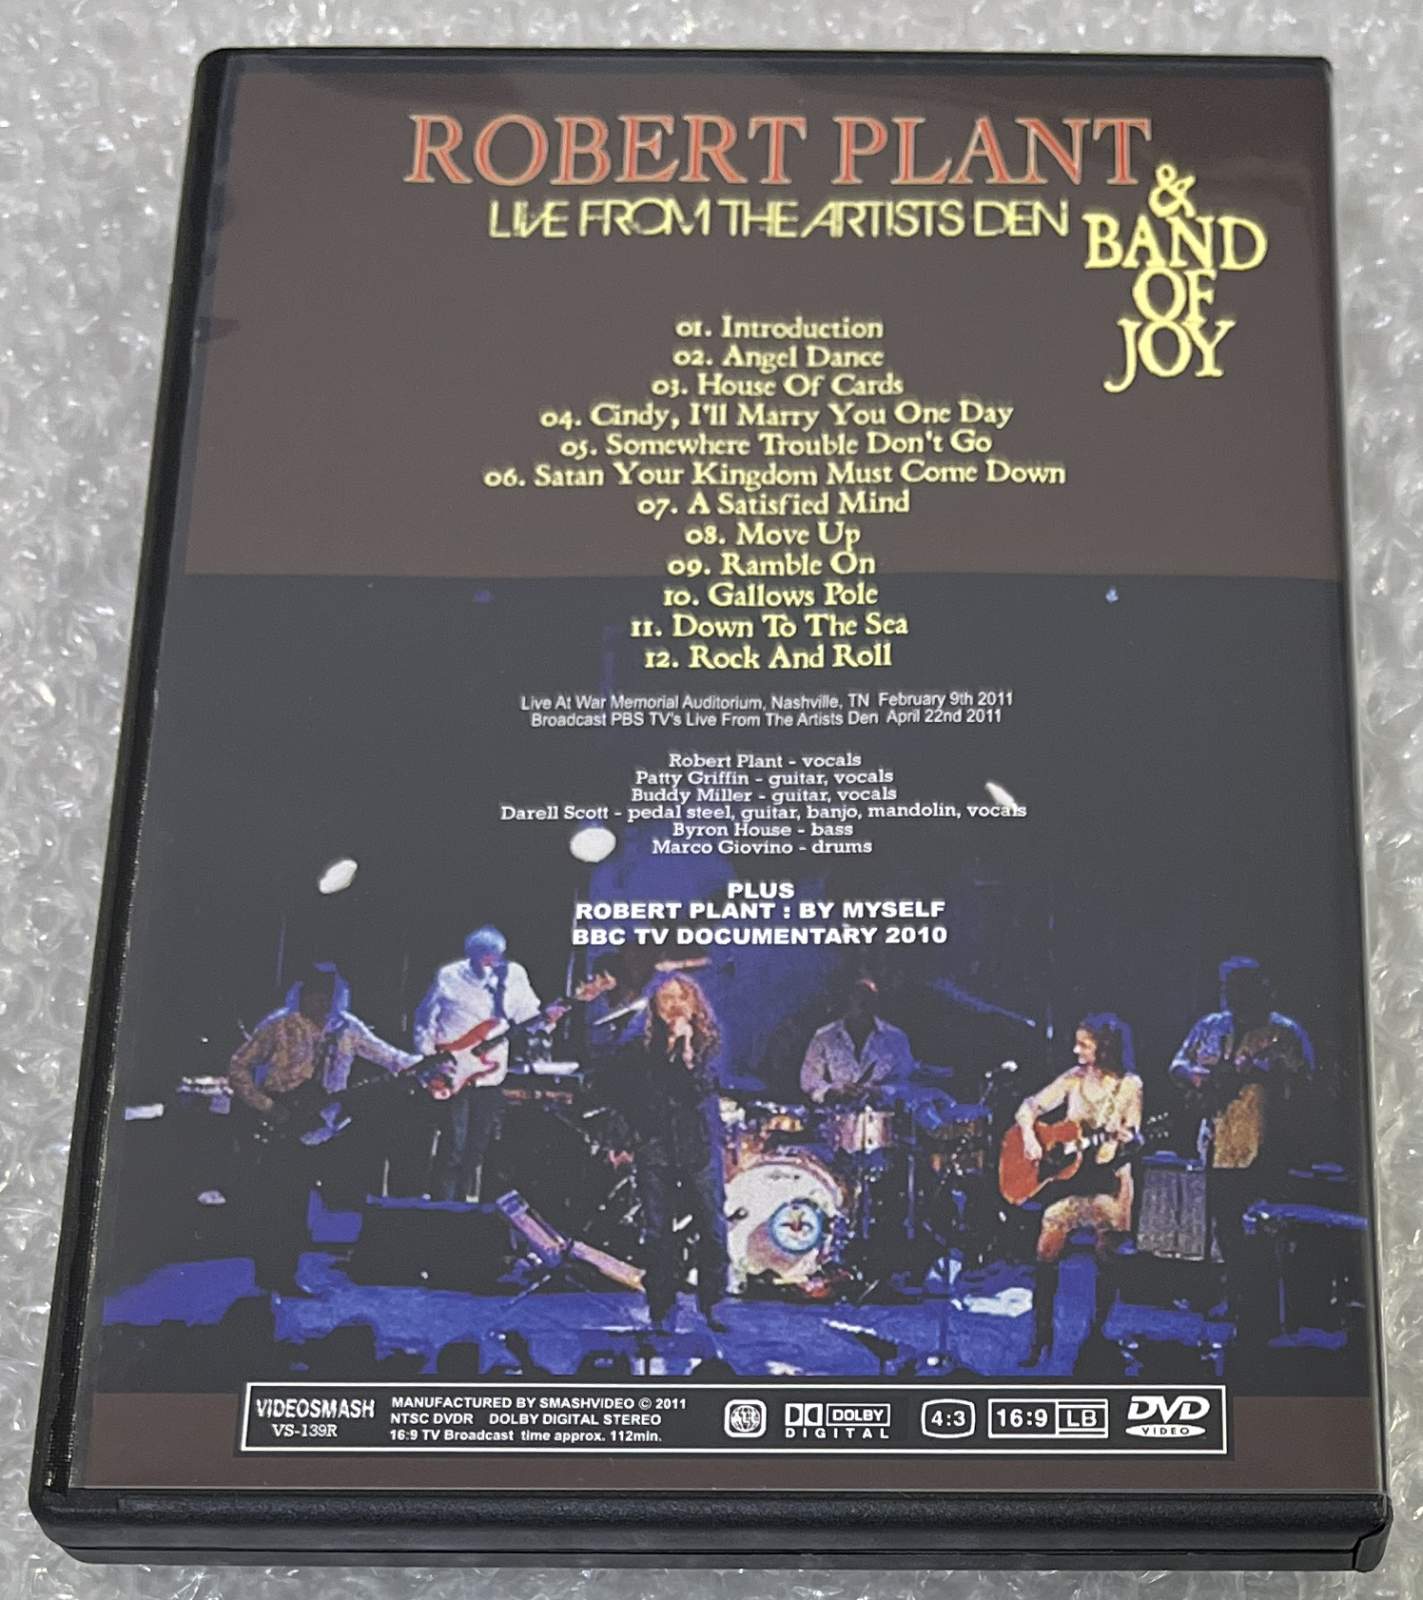 ROBERT PLANT
& BAND OF JOY
LIVE FROM THE ARTISTS DEN
01. Introduction
02. Angel Dance
03. House Of Cards
04. Cindy, I'll Marry You One Day
05. Somewhere Trouble Don't Go
06. Satan Your Kingdom Must Come Down
07. A Satisfied Mind
08. Move Up
09. Ramble On
10. Gallows Pole
11. Down To The Sea
12. Rock And Roll
Live At War Memorial Auditorium, Nashville, TN February 9th 2011
Broadcast PBS TV's Live From The Artists Den April 22nd 2011
Robert Plant - vocals
Patty Griffin - guitar, vocals
Buddy Miller - guitar, vocals
Darell Scott - pedal steel, guitar, banjo, mandolin, vocals
Byron House - bass
Marco Giovino - drums
PLUS
ROBERT PLANT : BY MYSELF
BBC TV DOCUMENTARY 2010
VIDEOSMASH
VS-139R
MANUFACTURED BY SMASHVIDEO © 2011
NTSC DVDR DOLBY DIGITAL STEREO
16:9 TV Broadcast time approx. 112min.
ALL
DOLBY
DIGITAL
4:3
16:9 LB
DVD
VIDEO